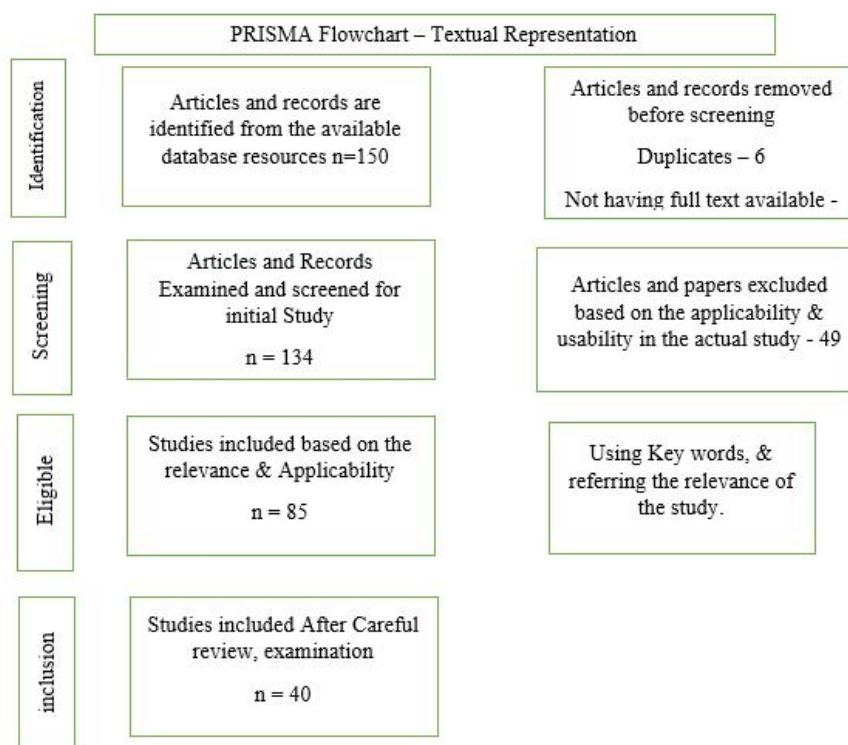 PRISMA Flowchart – Textual Representation
Identification
Articles and records are
identified from the available
database resources n=150
Articles and records removed
before screening
Duplicates – 6
Not having full text available -
Screening
Articles and Records
Examined and screened for
initial Study
n = 134
Articles and papers excluded
based on the applicability &
usability in the actual study - 49
Eligible
Studies included based on the
relevance & Applicability
n = 85
Using Key words, &
referring the relevance of
the study.
inclusion
Studies included After Careful
review, examination
n = 40